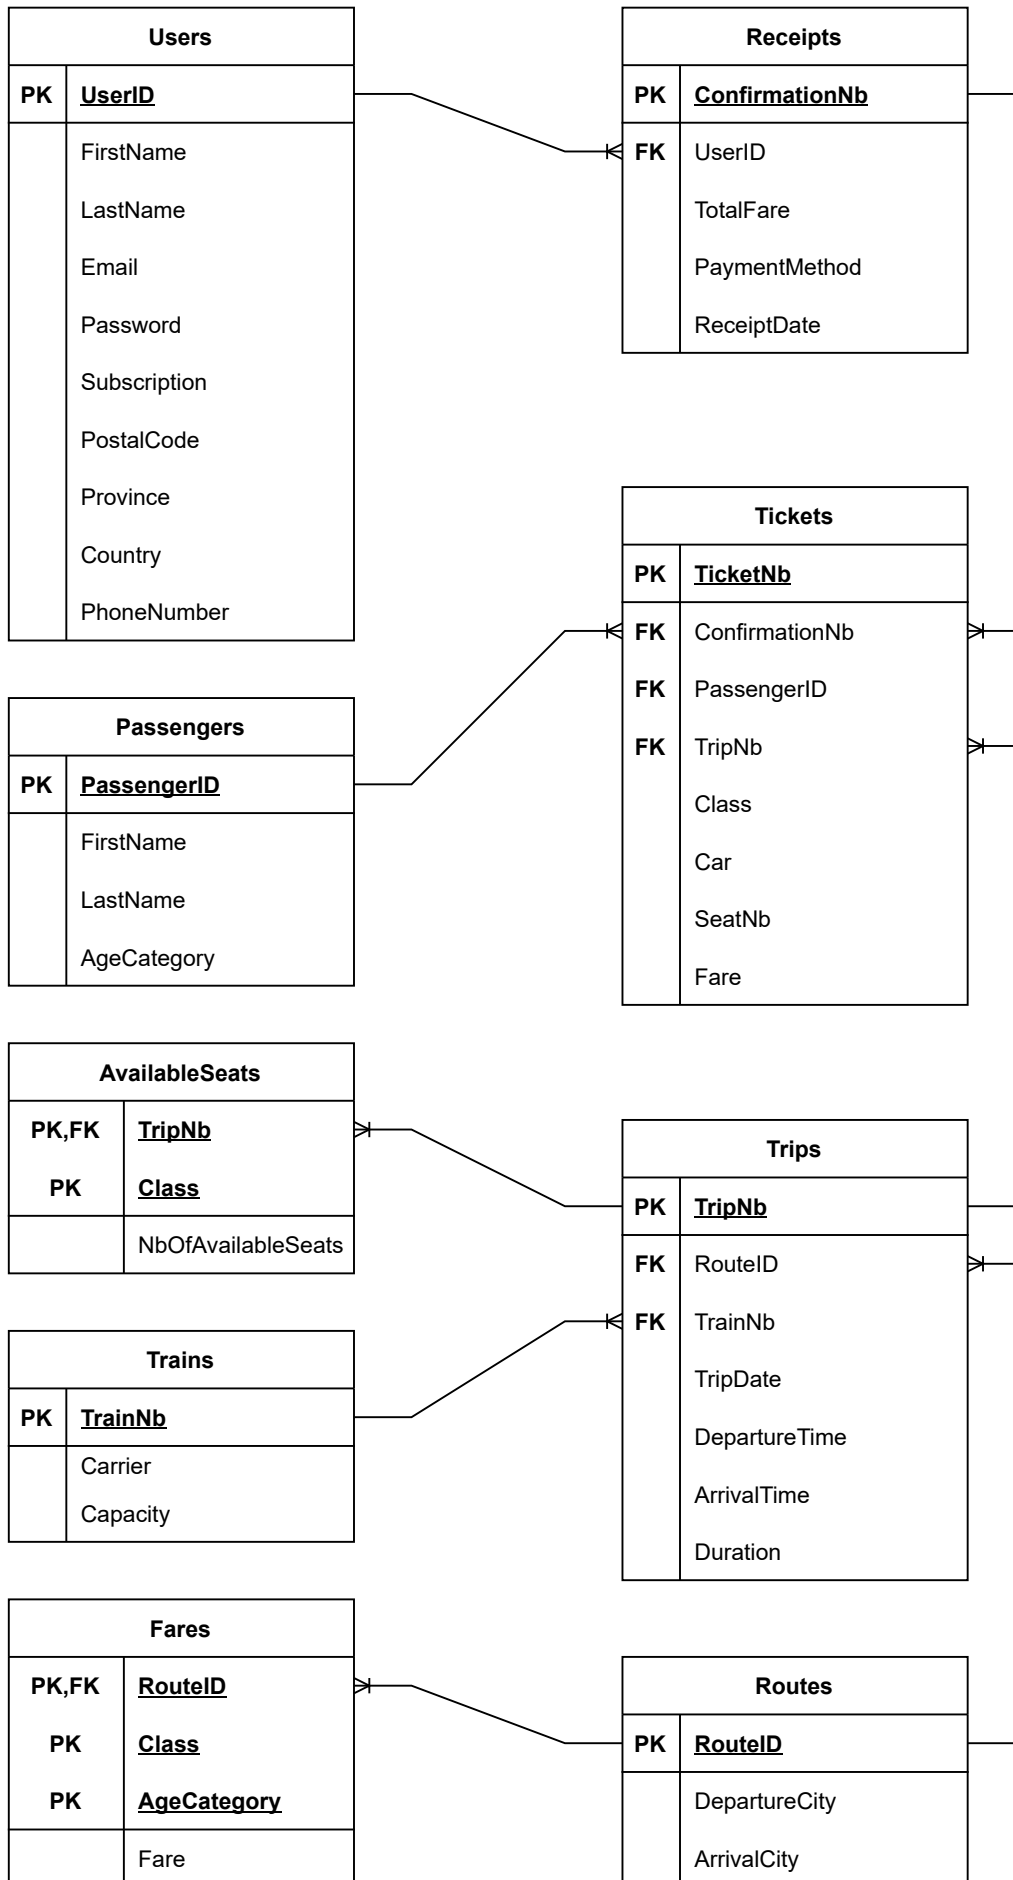 Users
PK UserID
FirstName
LastName
Email
Password
Subscription
PostalCode
Province
Country
PhoneNumber
Receipts
PK ConfirmationNb
FK UserID
TotalFare
PaymentMethod
ReceiptDate
Tickets
PK TicketNb
FK ConfirmationNb
FK PassengerID
FK TripNb
Class
Car
SeatNb
Fare
Passengers
PK PassengerID
FirstName
LastName
AgeCategory
AvailableSeats
PK,FK TripNb
PK Class
NbOfAvailableSeats
Trips
PK TripNb
FK RouteID
FK TrainNb
TripDate
DepartureTime
ArrivalTime
Duration
Trains
PK TrainNb
Carrier
Capacity
Fares
PK,FK RouteID
PK Class
PK AgeCategory
Fare
Routes
PK RouteID
DepartureCity
ArrivalCity